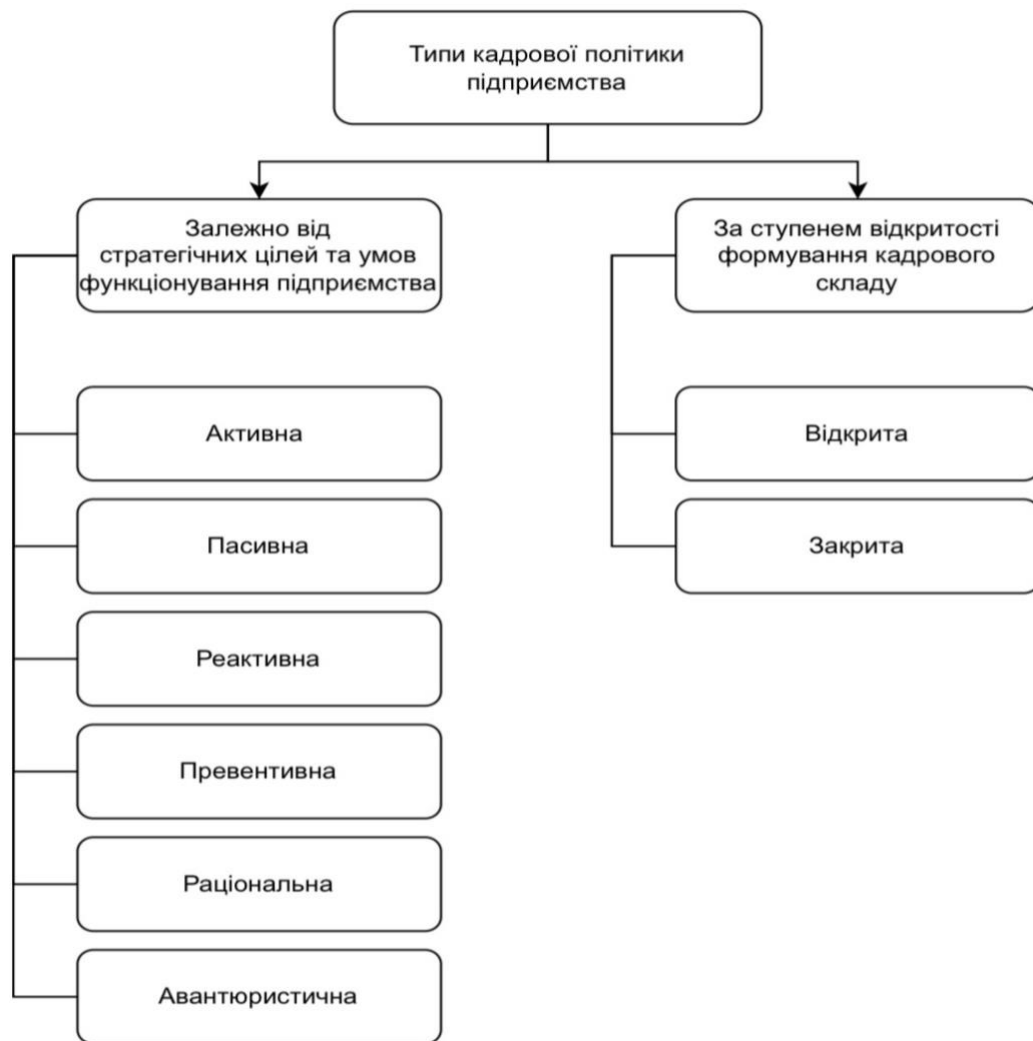 Типи кадрової політики
підприємства
Залежно від
стратегічних цілей та умов
функціонування підприємства
Активна
Пасивна
Реактивна
Превентивна
Раціональна
Авантюристична
За ступенем відкритості
формування кадрового
складу
Відкрита
Закрита